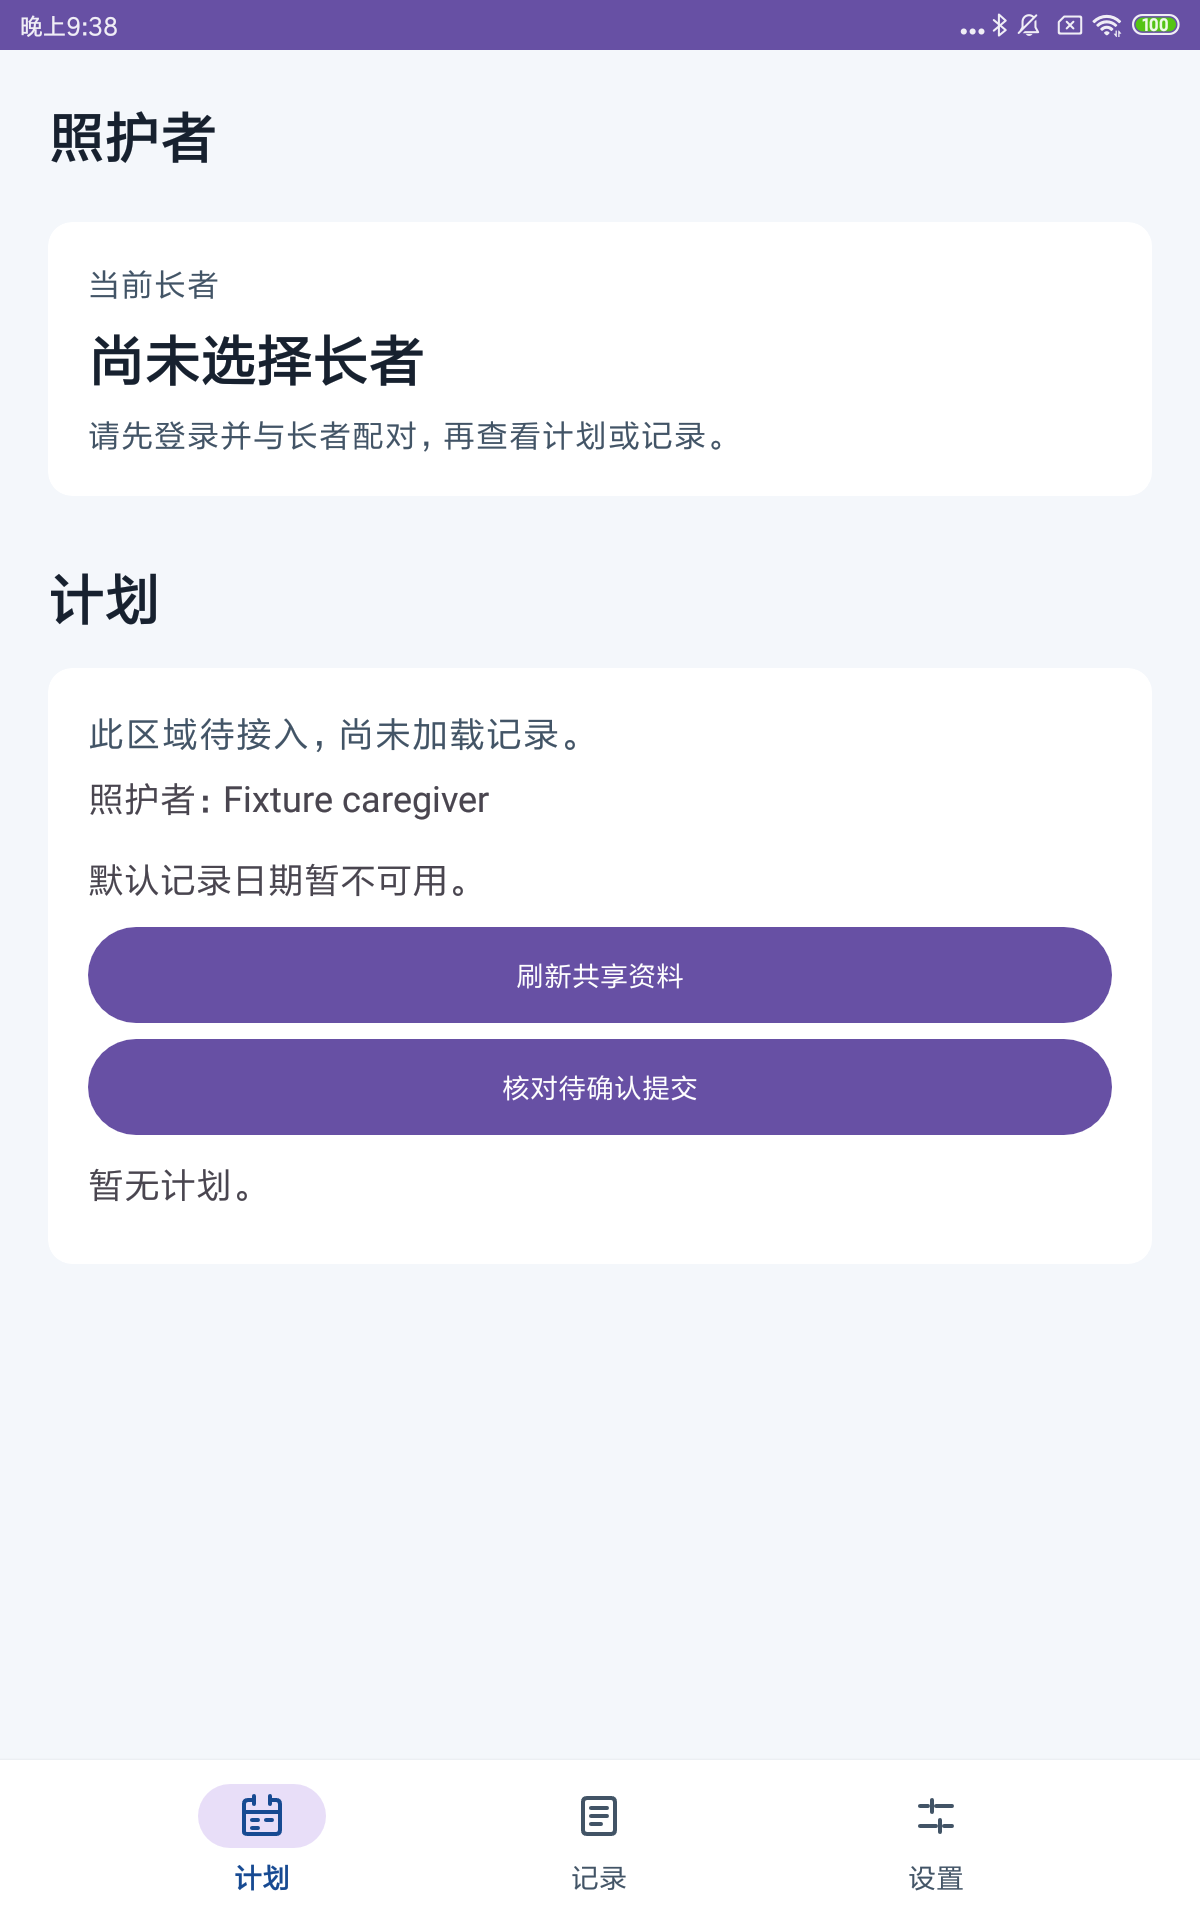 晚上9:38
100
照护者
当前长者
尚未选择长者
请先登录并与长者配对，再查看计划或记录。
计划
此区域待接入，尚未加载记录。
照护者：Fixture caregiver
默认记录日期暂不可用。
刷新共享资料
核对待确认提交
暂无计划。
计划
记录
设置